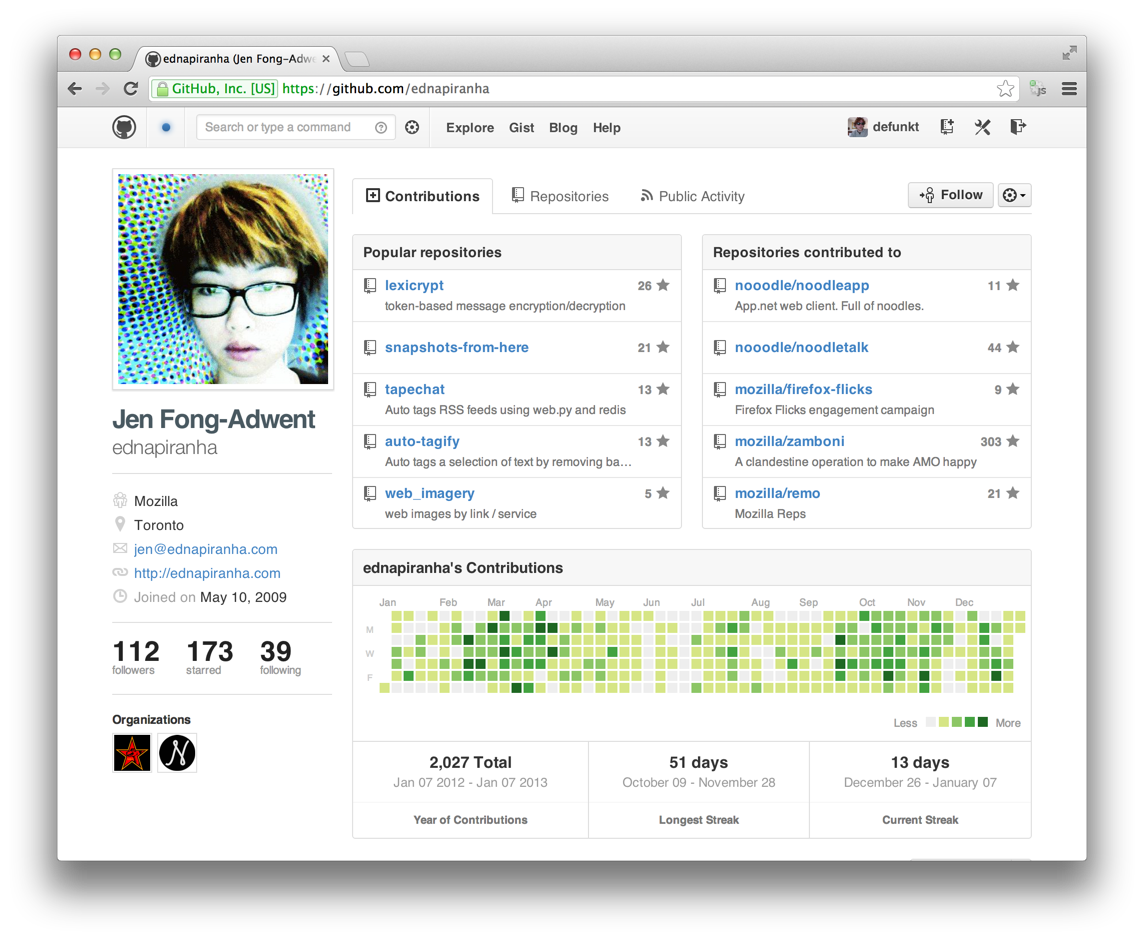 ednapiranha (Jen Fong-Adw
GitHub, Inc. [US] https://github.com/ednapiranha
js
Search or type a command
Explore Gist Blog Help
defunkt
Contributions Repositories Public Activity
Follow
Jen Fong-Adwent
ednapiranha
Mozilla
Toronto
jen@ednapiranha.com
http://ednapiranha.com
Joined on May 10, 2009
112 173 39
followers starred following
Organizations
Popular repositories
lexicrypt 26
token-based message encryption/decryption
snapshots-from-here 21
tapechat 13
Auto tags RSS feeds using web.py and redis
auto-tagify 13
Auto tags a selection of text by removing ba…
web_imagery 5
web images by link / service
Repositories contributed to
nooodle/noodleapp 11
App.net web client. Full of noodles.
nooodle/noodletalk 44
mozilla/firefox-flicks 9
Firefox Flicks engagement campaign
mozilla/zamboni 303
A clandestine operation to make AMO happy
mozilla/remo 21
Mozilla Reps
ednapiranha's Contributions
Jan Feb Mar Apr May Jun Jul Aug Sep Oct Nov Dec
M
W
F
Less More
2,027 Total
Jan 07 2012 - Jan 07 2013
Year of Contributions
51 days
October 09 - November 28
Longest Streak
13 days
December 26 - January 07
Current Streak